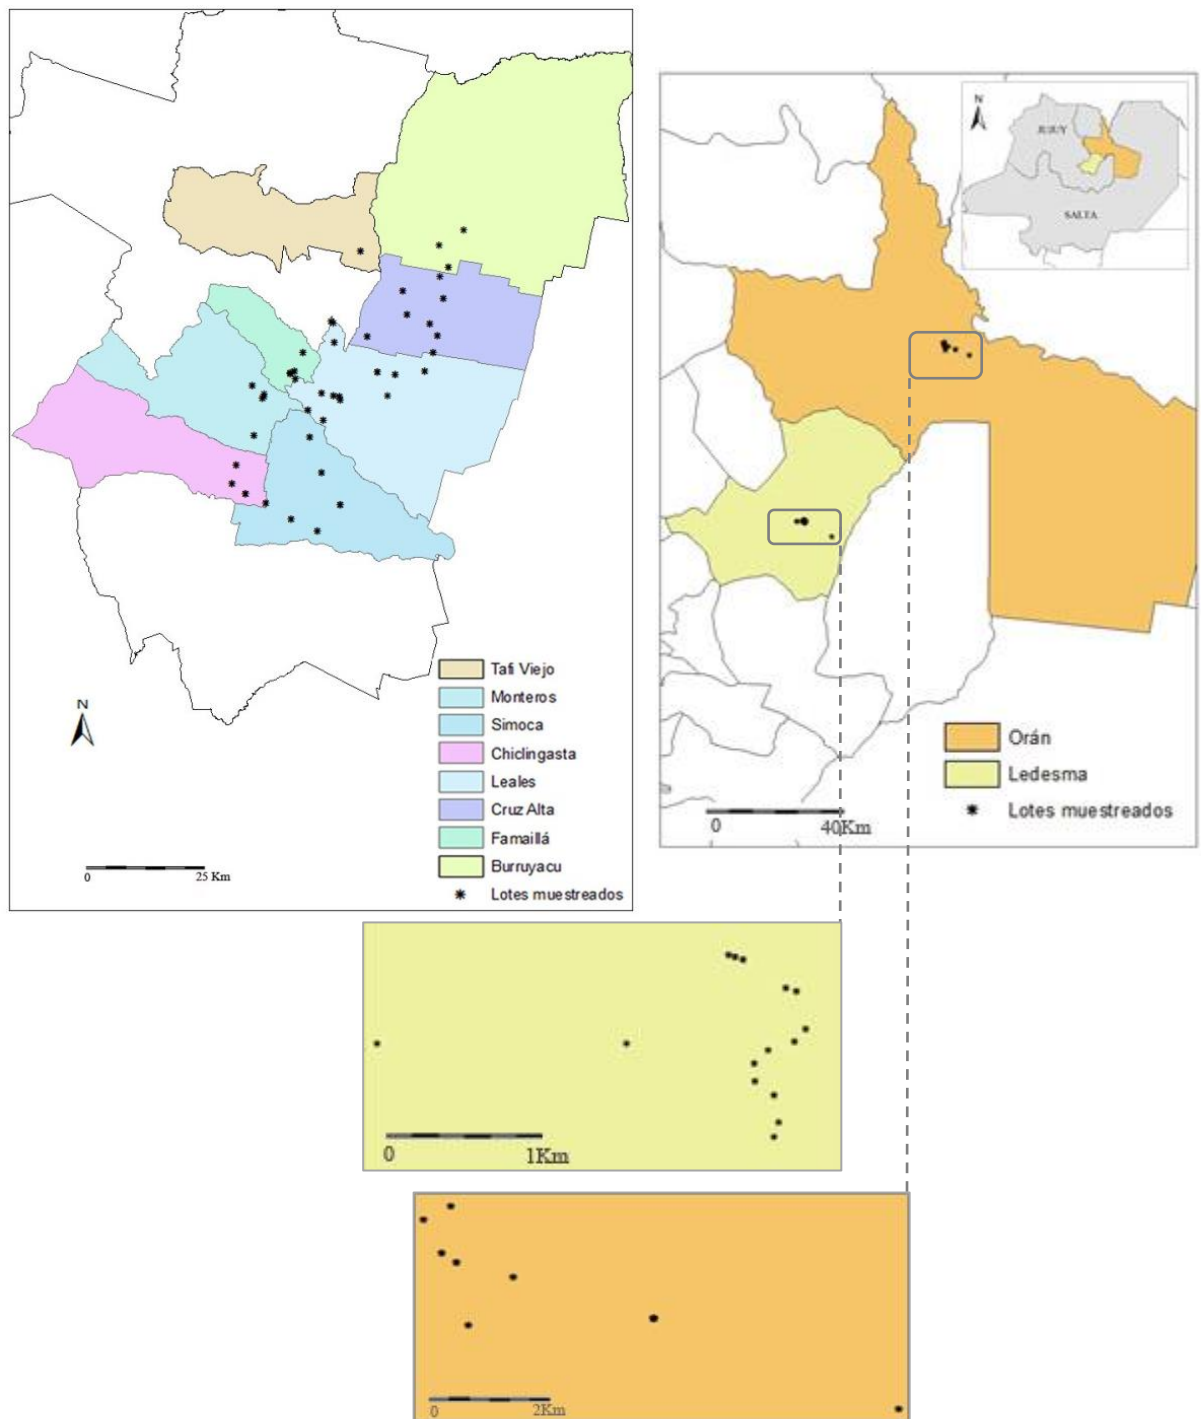 N
Tafi Viejo
Monteros
Simoca
Chiclingasta
Leales
Cruz Alta
Famaillá
Burruyacu
Lotes muestreados
0 25 Km
N
JUJUY
SALTA
Orán
Ledesma
Lotes muestreados
0 40Km
0 1Km
0 2Km